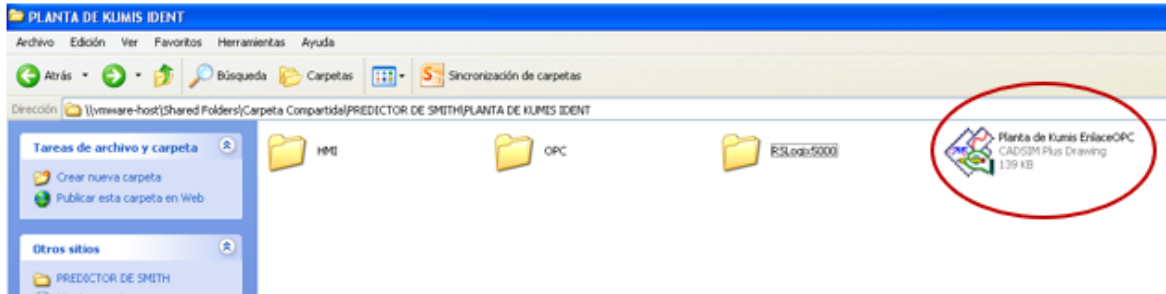 PLANTA DE KUMIS IDENT
Archivo Edición Ver Favoritos Herramientas Ayuda
Atrás Búsqueda Carpetas Sincronización de carpetas
Dirección \\vmware-host\Shared Folders\Carpeta Compartida\PREDICTOR DE SMITH\PLANTA DE KUMIS IDENT
Tareas de archivo y carpeta
Crear nueva carpeta
Publicar esta carpeta en Web
Otros sitios
PREDICTOR DE SMITH
HMI
OPC
RSLogix5000
Planta de Kumis EnlaceOPC
CADSIM Plus Drawing
139 KB